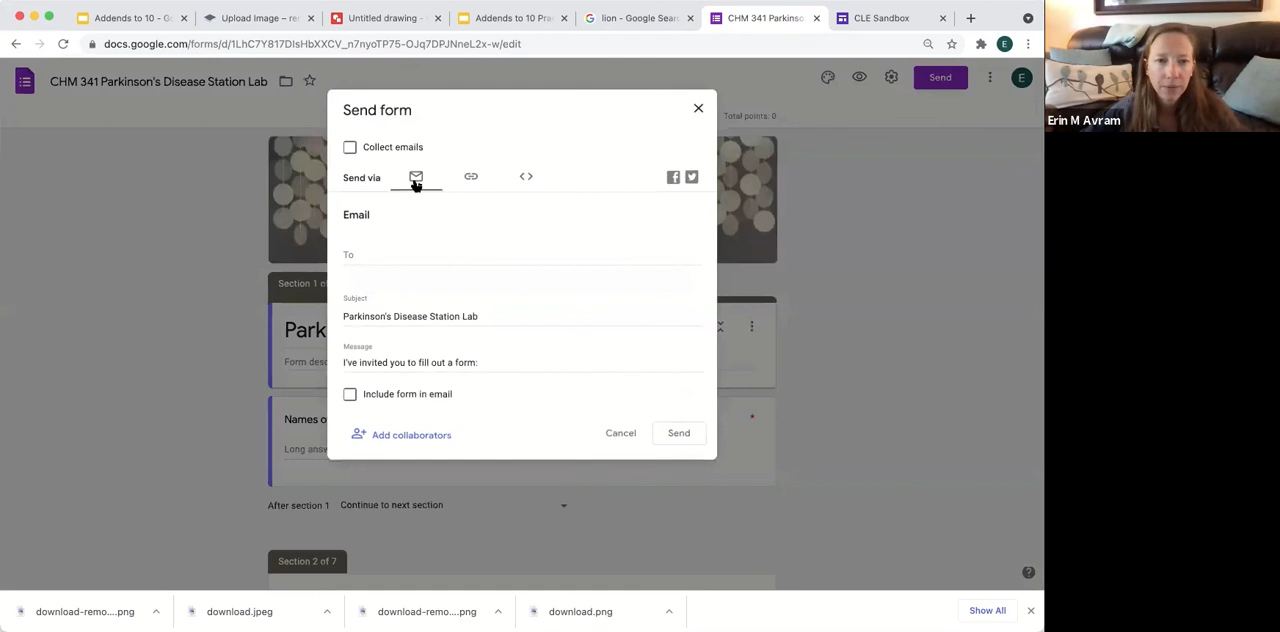 Addends to 10 - G
Upload Image – re
Untitled drawing -
Addends to 10 Pra
lion - Google Sear
CHM 341 Parkinso
CLE Sandbox
docs.google.com/forms/d/1LhC7Y817DIsHbXXCV_n7nyoTP75-OJq7DPJNneL2x-w/edit
E
CHM 341 Parkinson's Disease Station Lab
Send
E
Total points: 0
Send form
Collect emails
Send via
Email
To
Subject
Parkinson's Disease Station Lab
Message
I've invited you to fill out a form:
Include form in email
Add collaborators
Cancel
Send
Section 1
Park
Form
Names
Long
After section 1
Continue to next section
Section 2 of 7
download-remo....png
download.jpeg
download-remo....png
download.png
Show All
Erin M Avram